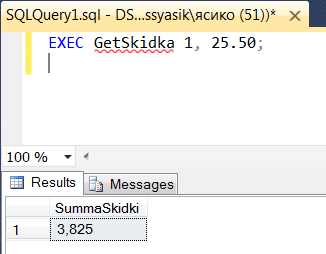 SQLQuery1.sql - DS...ssyasik\ясико (51))*
EXEC GetSkidka 1, 25.50;
100 %
Results Messages
SummaSkidki
1 3,825